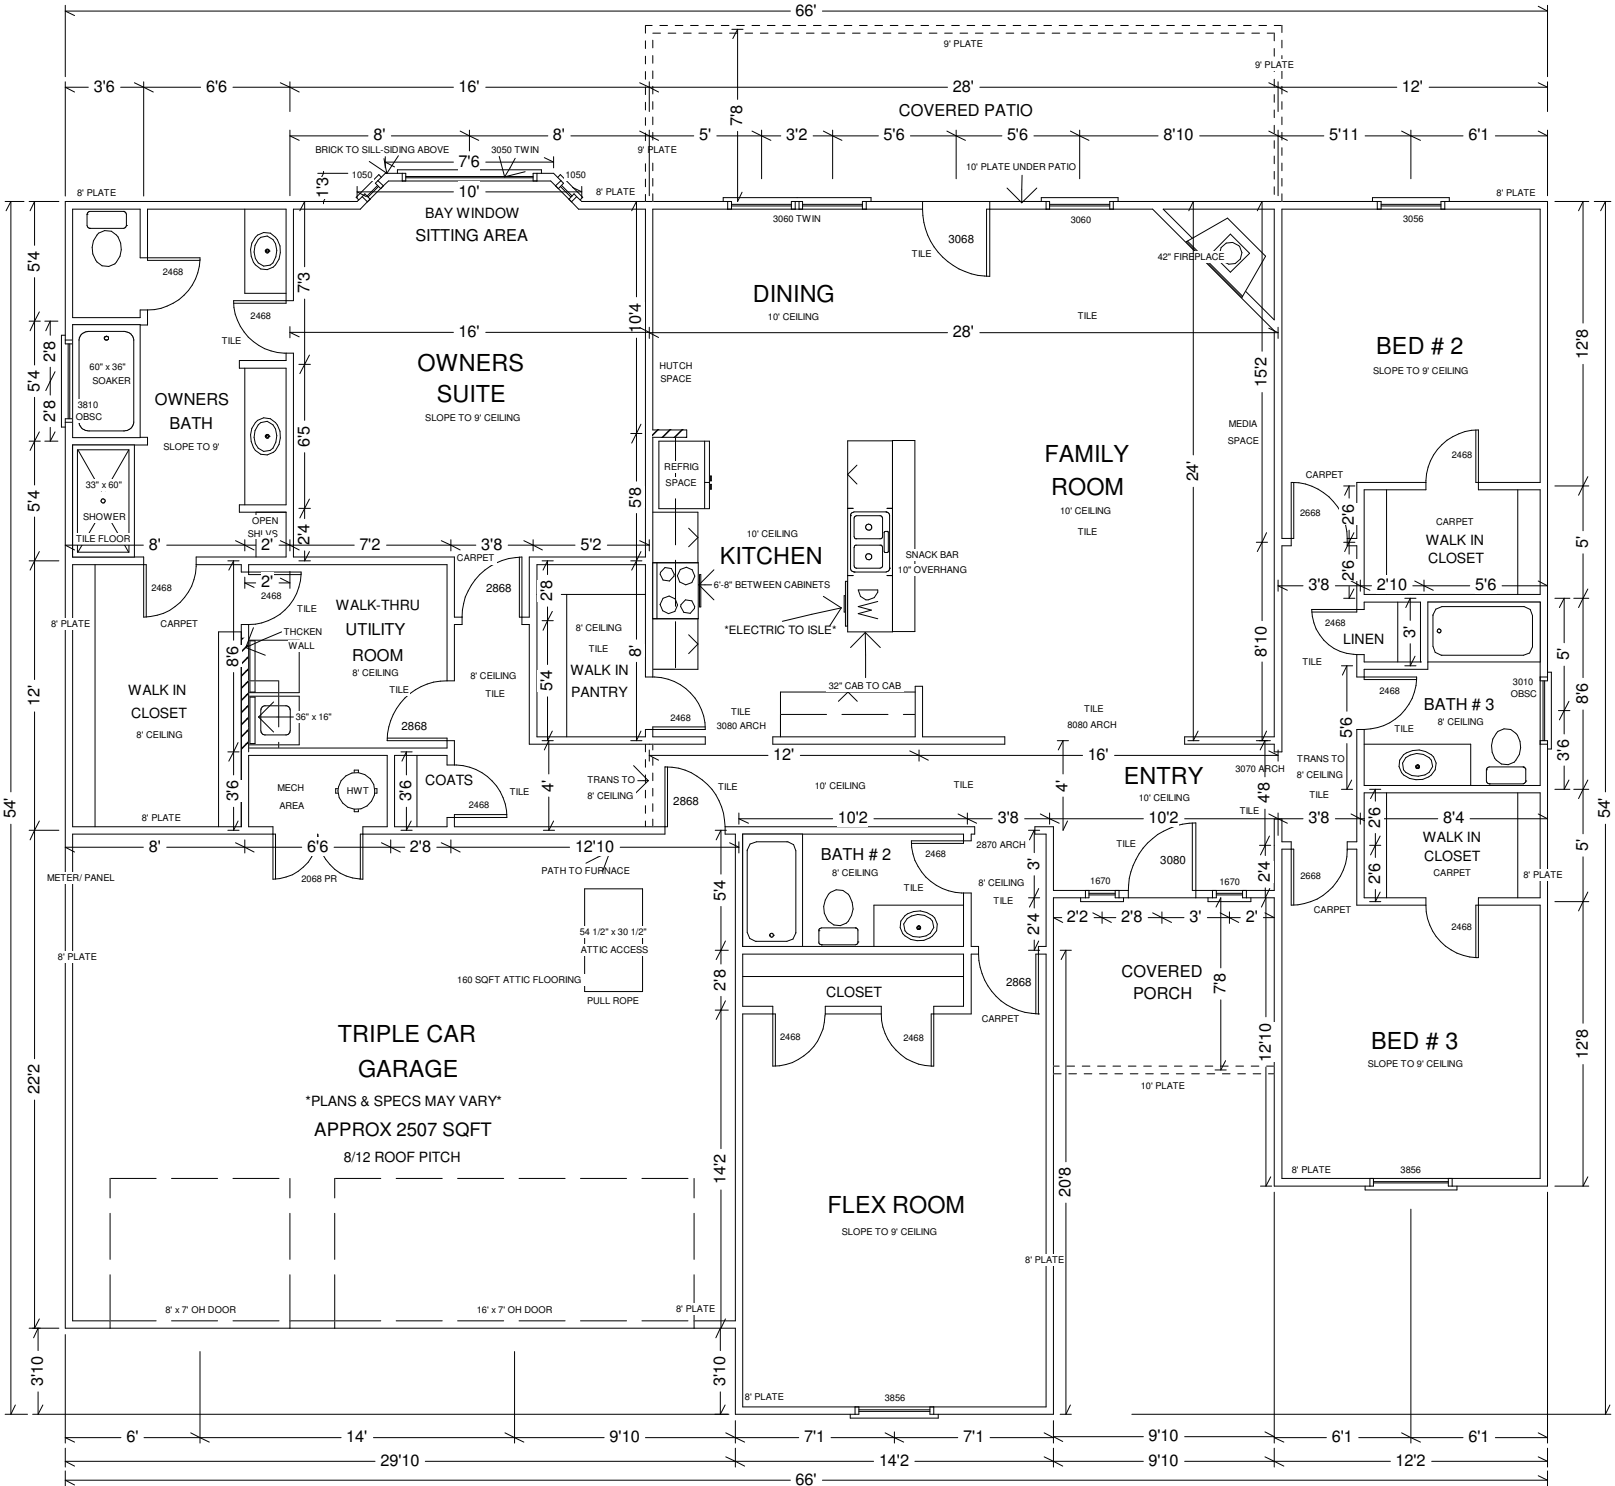 66'
9' PLATE
9' PLATE
3'6
6'6
16'
28'
12'
COVERED PATIO
7'8
8'
8'
5'
3'2
5'6
5'6
8'10
5'11
6'1
BRICK TO SILL-SIDING ABOVE
3050 TWIN
9' PLATE
7'6
10' PLATE UNDER PATIO
1050
1050
1'3
10'
8' PLATE
8' PLATE
8' PLATE
BAY WINDOW
SITTING AREA
3060 TWIN
3060
3056
3068
TILE
42" FIREPLACE
5'4
2468
7'3
DINING
10' CEILING
TILE
10'4
2468
TILE
16'
28'
2'8
5'4
2'8
60" x 36"
SOAKER
3810
OBSC
OWNERS
BATH
SLOPE TO 9'
OWNERS
SUITE
SLOPE TO 9' CEILING
HUTCH
SPACE
15'2
BED # 2
SLOPE TO 9' CEILING
12'8
6'5
MEDIA
SPACE
FAMILY
ROOM
10' CEILING
TILE
24'
2468
REFRIG
SPACE
5'4
33" x 60"
SHOWER
TILE FLOOR
OPEN
SHLVS
2'4
5'8
CARPET
2668
2'6
CARPET
WALK IN
CLOSET
5'
10' CEILING
KITCHEN
SNACK BAR
10" OVERHANG
6'-8" BETWEEN CABINETS
*ELECTRIC TO ISLE*
8'
2'
7'2
3'8
5'2
CARPET
2868
2'8
2'
2468
2468
TILE
CARPET
8' PLATE
WALK-THRU
UTILITY
ROOM
8' CEILING
THCKEN
WALL
8'6
12'
WALK IN
CLOSET
8' CEILING
36" x 16"
TILE
2868
8' CEILING
TILE
8' CEILING
TILE
WALK IN
PANTRY
5'4
8'
2468
2'6
3'8
2'10
5'6
2468
LINEN
3'
TILE
8'10
5'
8'6
2468
BATH # 3
8' CEILING
TILE
3010
OBSC
5'6
3'6
32" CAB TO CAB
TILE
3080 ARCH
TILE
8080 ARCH
12'
16'
ENTRY
10' CEILING
3070 ARCH
TRANS TO
8' CEILING
TILE
TILE
4'
4'8
10' CEILING
TILE
TILE
TRANS TO
8' CEILING
2868
4'
TILE
COATS
2468
3'6
3'6
MECH
AREA
HWT
8' PLATE
54'
54'
8'
6'6
2'8
12'10
2068 PR
METER/ PANEL
PATH TO FURNACE
10'2
3'8
10'2
3'8
8'4
2'6
WALK IN
CLOSET
CARPET
2'6
5'
8' PLATE
BATH # 2
8' CEILING
TILE
2468
2870 ARCH
3'
8' CEILING
TILE
2'4
TILE
3080
1670
1670
2'4
2668
CARPET
2468
5'4
2'2
2'8
3'
2'
54 1/2" x 30 1/2"
ATTIC ACCESS
160 SQFT ATTIC FLOORING
PULL ROPE
8' PLATE
2'8
CLOSET
2868
CARPET
2468
2468
COVERED
PORCH
7'8
10' PLATE
12'10
BED # 3
SLOPE TO 9' CEILING
12'8
TRIPLE CAR
GARAGE
*PLANS & SPECS MAY VARY*
APPROX 2507 SQFT
8/12 ROOF PITCH
22'2
14'2
20'8
8' PLATE
3856
FLEX ROOM
SLOPE TO 9' CEILING
8' PLATE
8' x 7' OH DOOR
16' x 7' OH DOOR
8' PLATE
3'10
3'10
8' PLATE
3856
6'
14'
9'10
7'1
7'1
9'10
6'1
6'1
29'10
14'2
9'10
12'2
66'